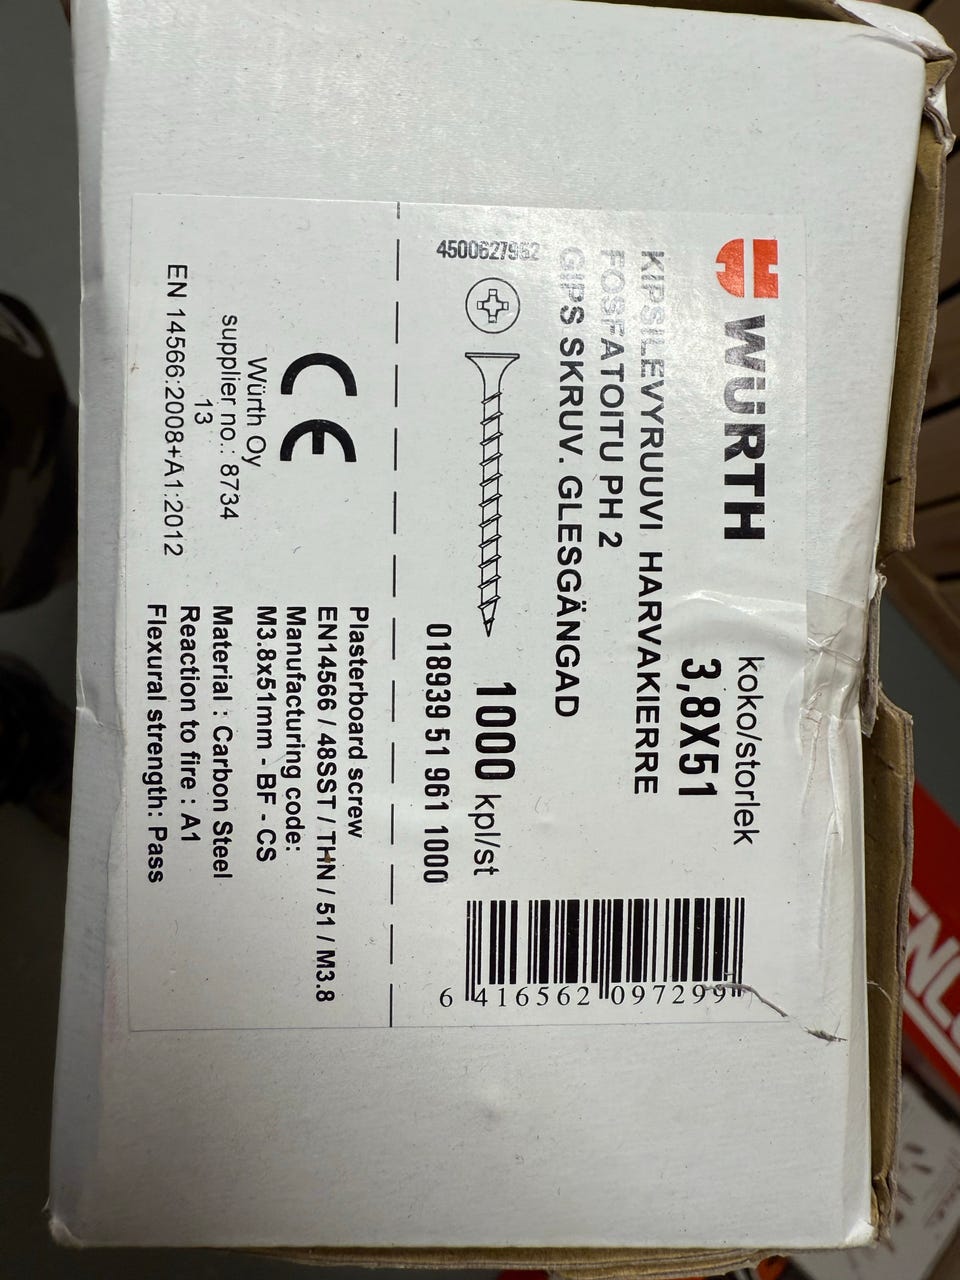 WÜRTH
koko/storlek
3,8X51
KIPSILEVYRUUVI HARVAKIERRE
FOSFATOITU PH 2
GIPS SKRUV. GLESGÄNGAD
1000 kpl/st
018939 51 961 1000
6 416562 097299
CE
Würth Oy
supplier no.: 8734
13
EN 14566:2008+A1:2012
Plasterboard screw
EN14566 / 48SST / THN / 51 / M3.8
Manufacturing code:
M3.8x51mm - BF - CS
Material : Carbon Steel
Reaction to fire : A1
Flexural strength: Pass